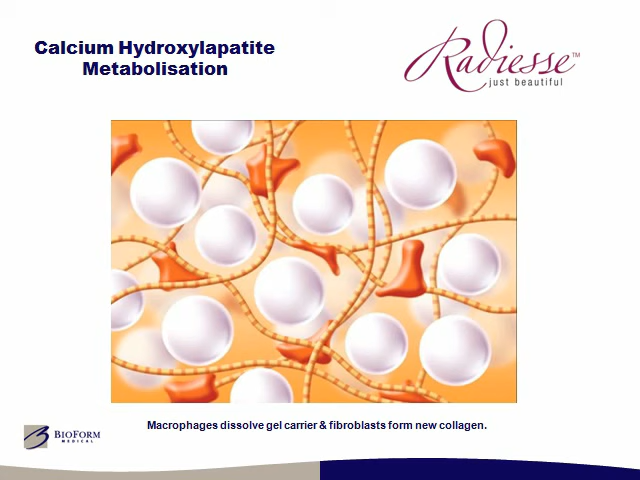 Calcium Hydroxylapatite
Metabolisation
Radiesse™
just beautiful
Macrophages dissolve gel carrier & fibroblasts form new collagen.
BIOFORM
MEDICAL